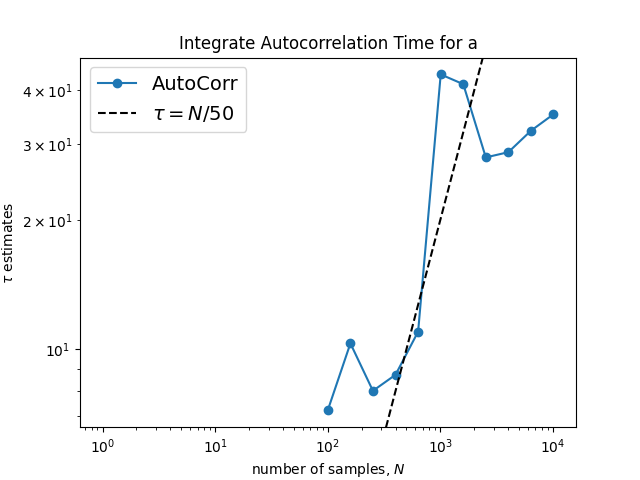 Integrate Autocorrelation Time for a
AutoCorr
τ = N/50
τ estimates
4 × 10¹
3 × 10¹
2 × 10¹
10¹
10⁰ 10¹ 10² 10³ 10⁴
number of samples, N